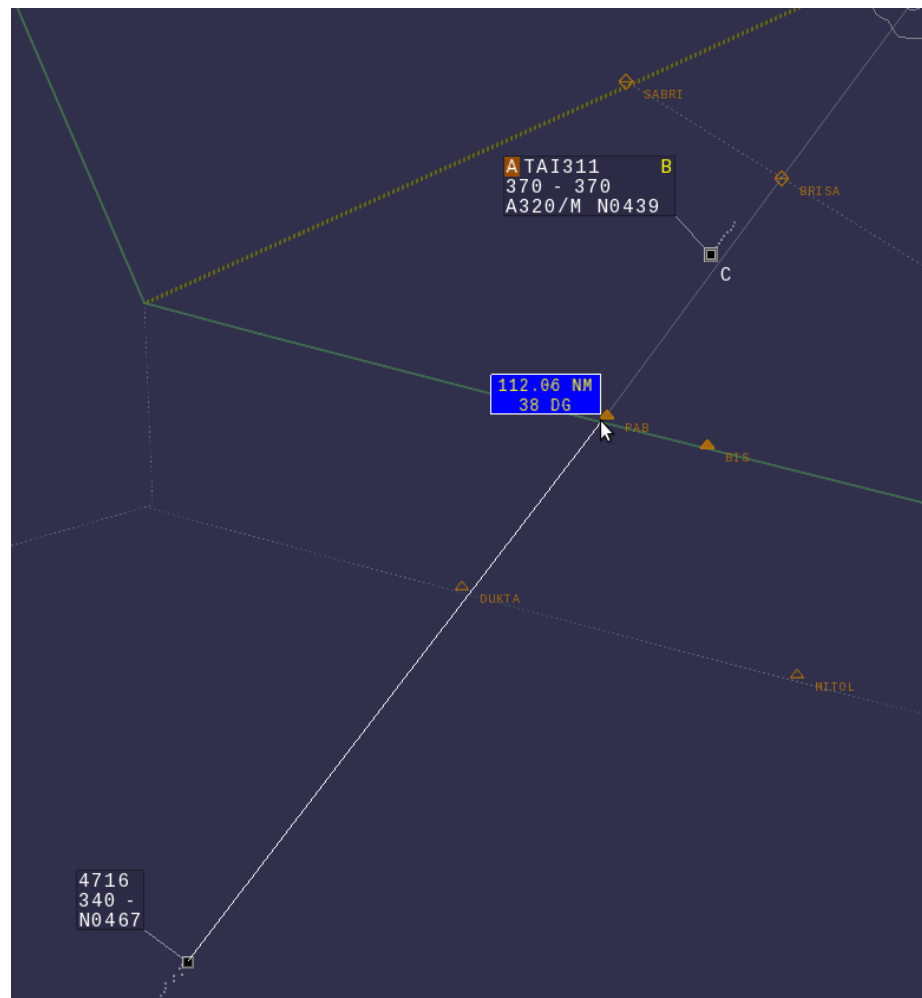 SABRI
A TAI311 B
370 - 370
A320/M N0439
BRISA
C
112.06 NM
38 DG
PAB
BIS
DUKTA
MITOL
4716
340 -
N0467